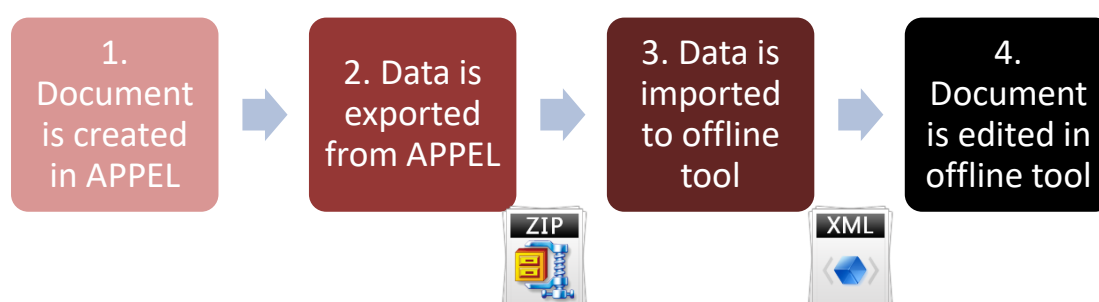 1.
Document
is created
in APPEL
2. Data is
exported
from APPEL
ZIP
3. Data is
imported
to offline
tool
XML
4.
Document
is edited in
offline tool